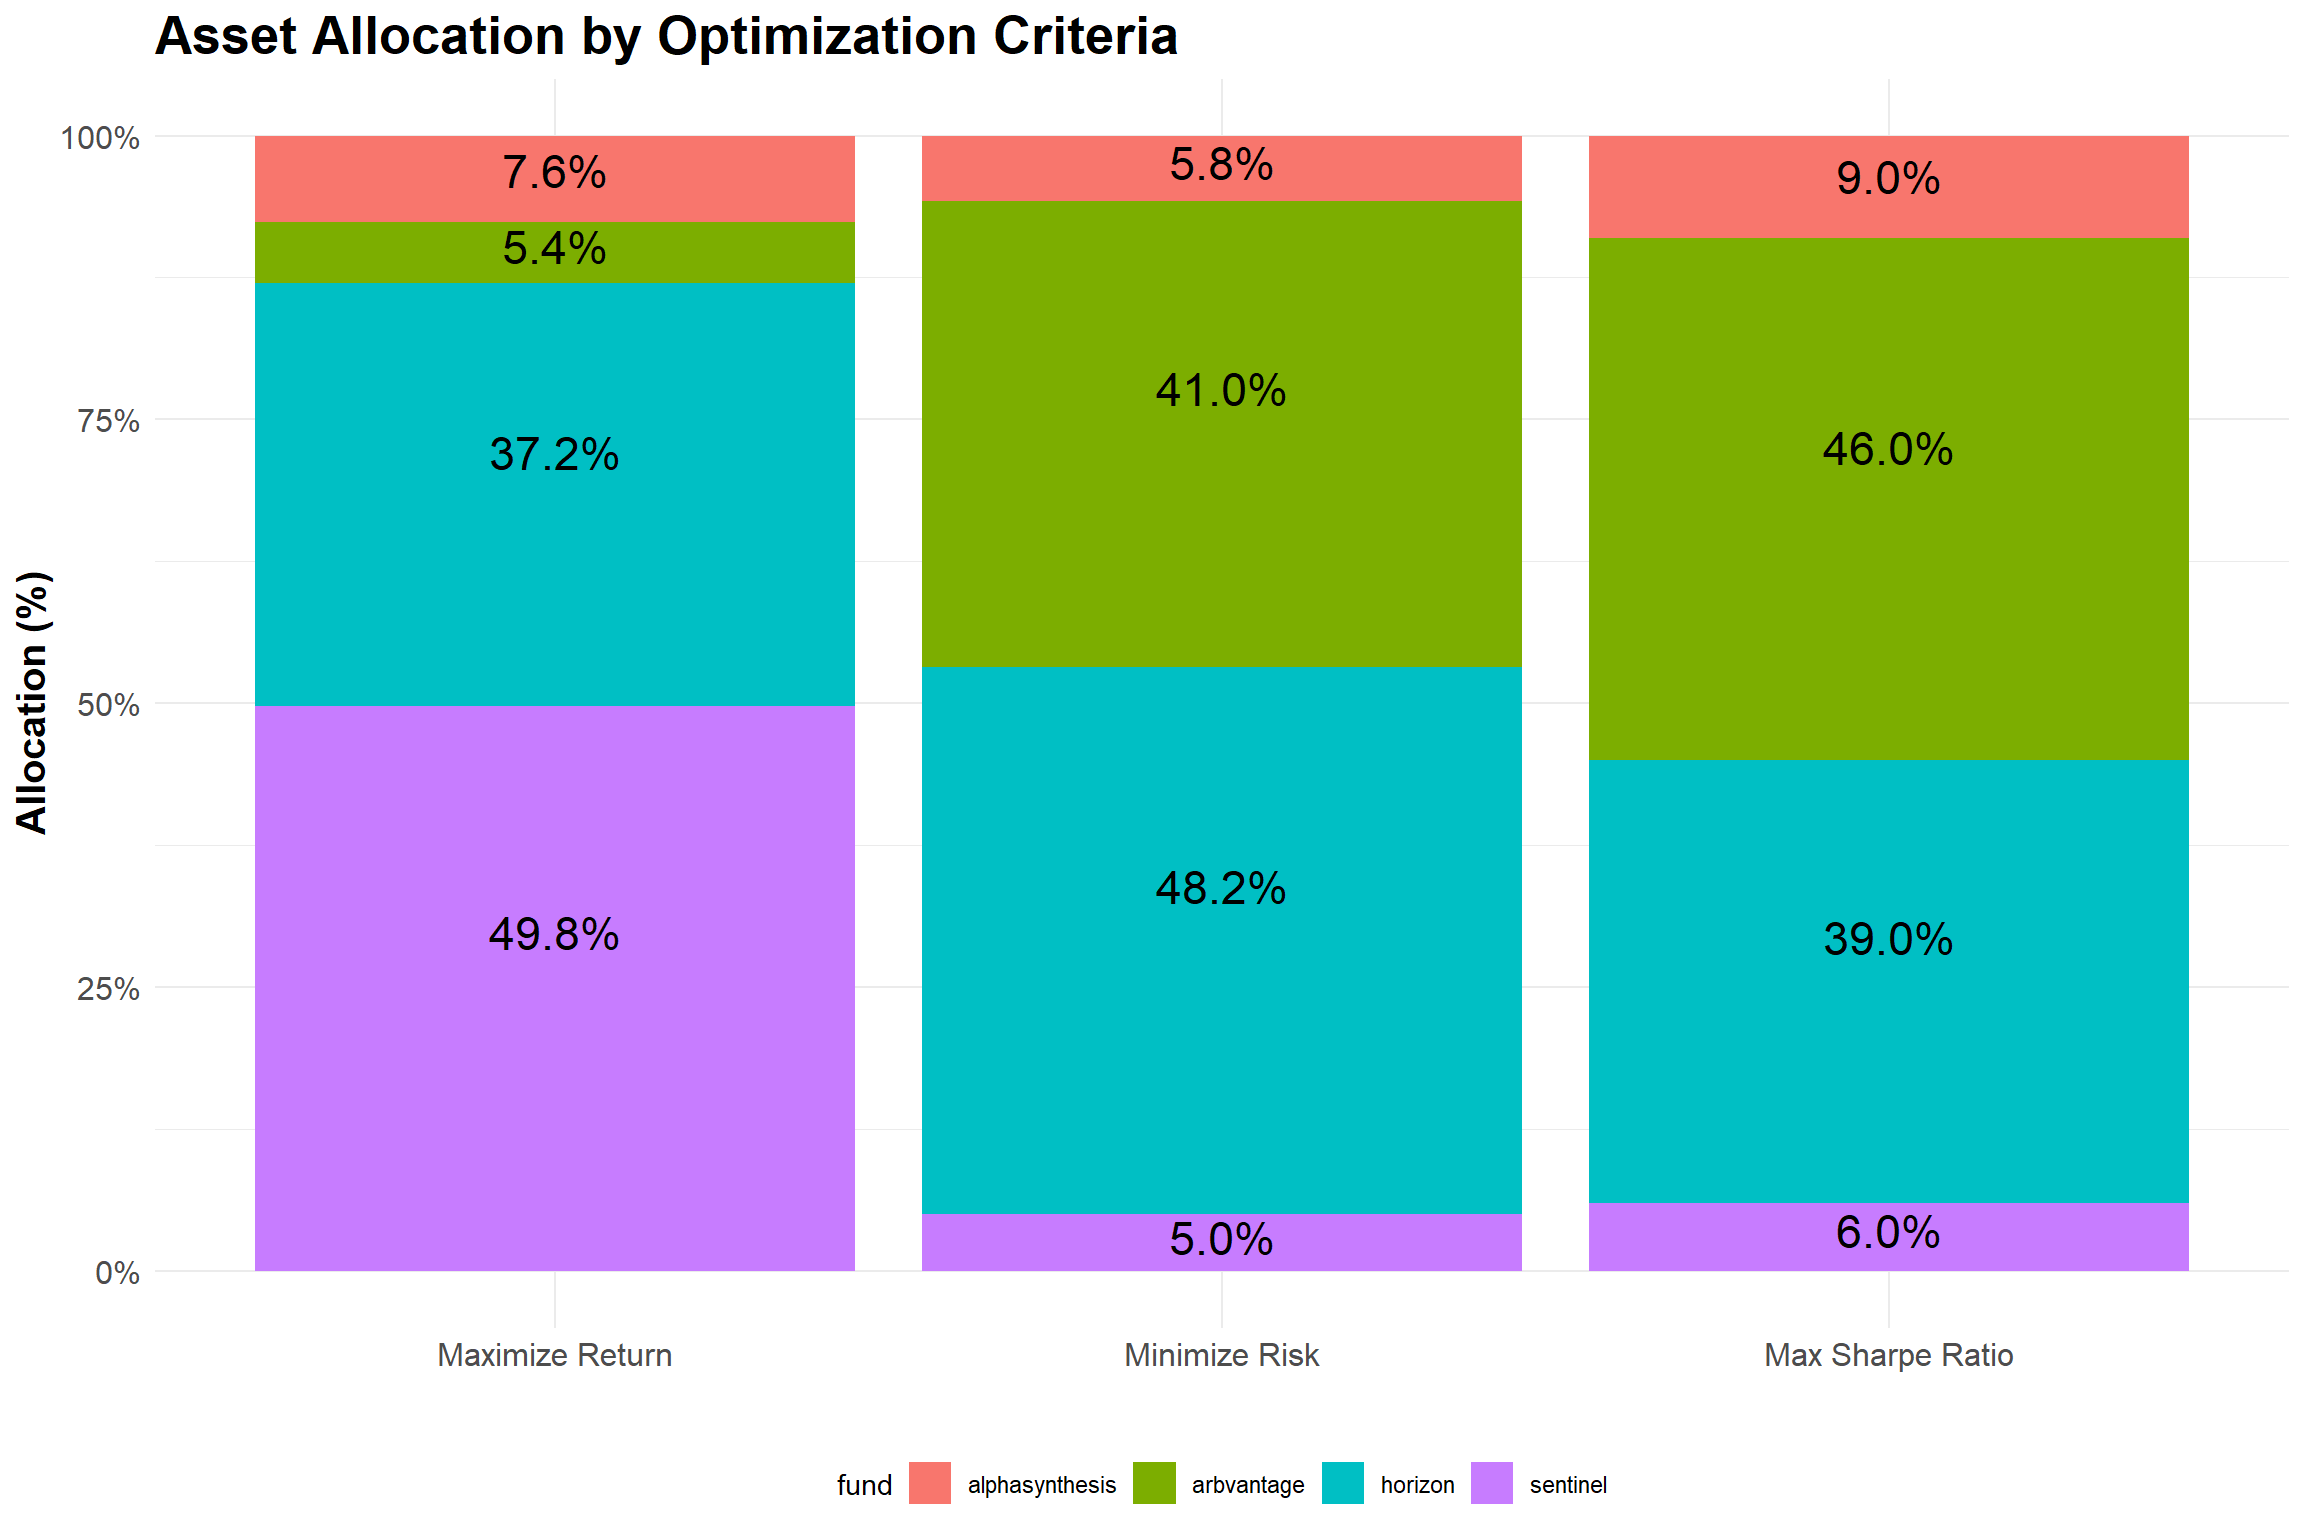 Asset Allocation by Optimization Criteria
Allocation (%)
100%
75%
50%
25%
0%
7.6%
5.4%
37.2%
49.8%
5.8%
41.0%
48.2%
5.0%
9.0%
46.0%
39.0%
6.0%
Maximize Return
Minimize Risk
Max Sharpe Ratio
fund alphasynthesis arbvantage horizon sentinel